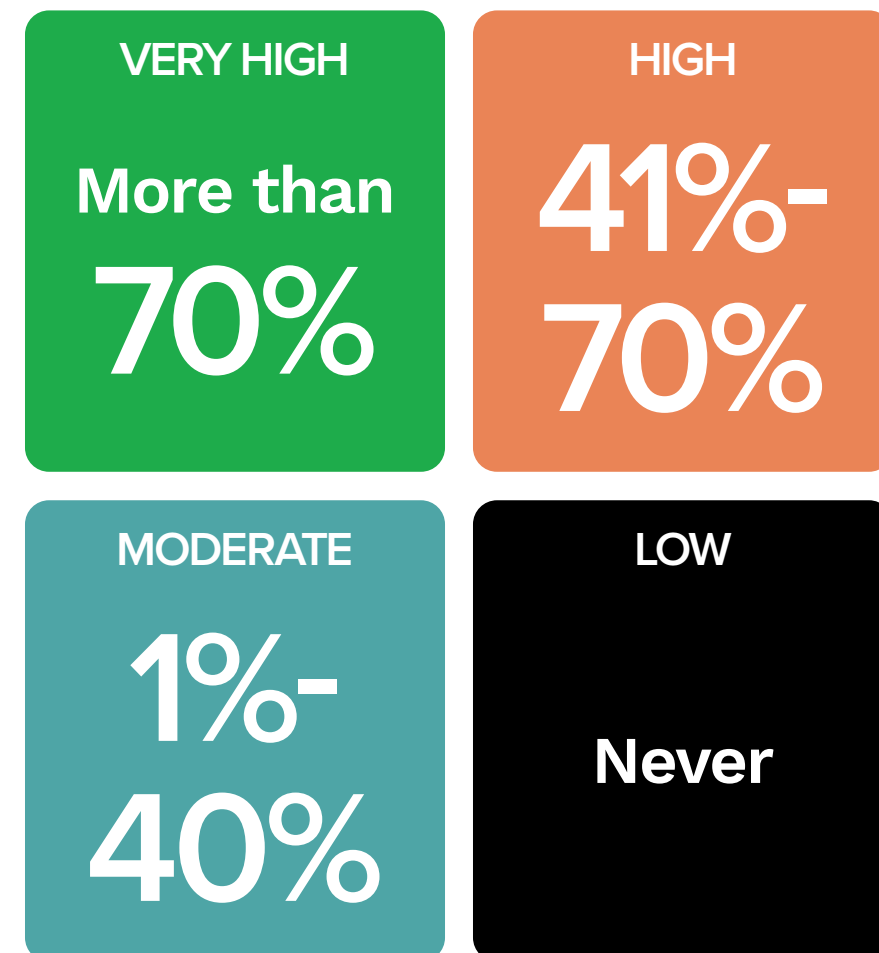 VERY HIGH
More than
70%
HIGH
41%-
70%
MODERATE
1%-
40%
LOW
Never